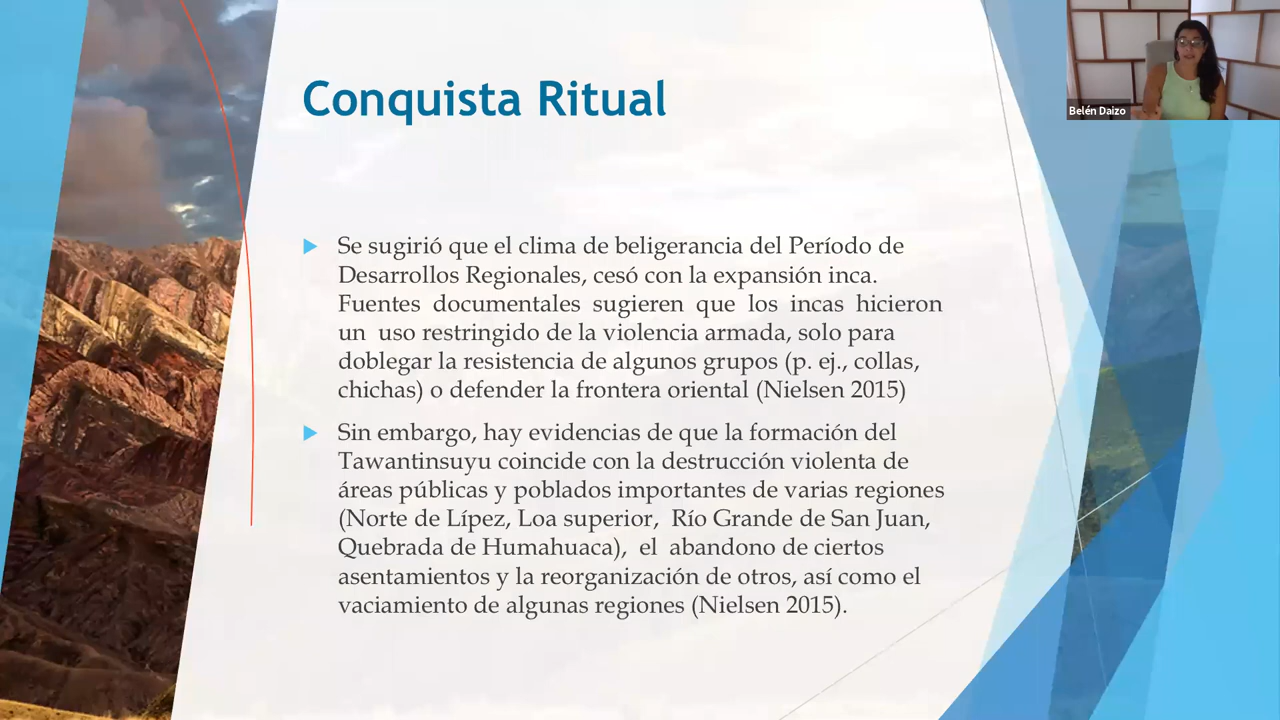 Conquista Ritual
Belén Daizo
Se sugirió que el clima de beligerancia del Período de
Desarrollos Regionales, cesó con la expansión inca.
Fuentes documentales sugieren que los incas hicieron
un uso restringido de la violencia armada, solo para
doblegar la resistencia de algunos grupos (p. ej., collas,
chichas) o defender la frontera oriental (Nielsen 2015)
Sin embargo, hay evidencias de que la formación del
Tawantinsuyu coincide con la destrucción violenta de
áreas públicas y poblados importantes de varias regiones
(Norte de Lípez, Loa superior, Río Grande de San Juan,
Quebrada de Humahuaca), el abandono de ciertos
asentamientos y la reorganización de otros, así como el
vaciamiento de algunas regiones (Nielsen 2015).